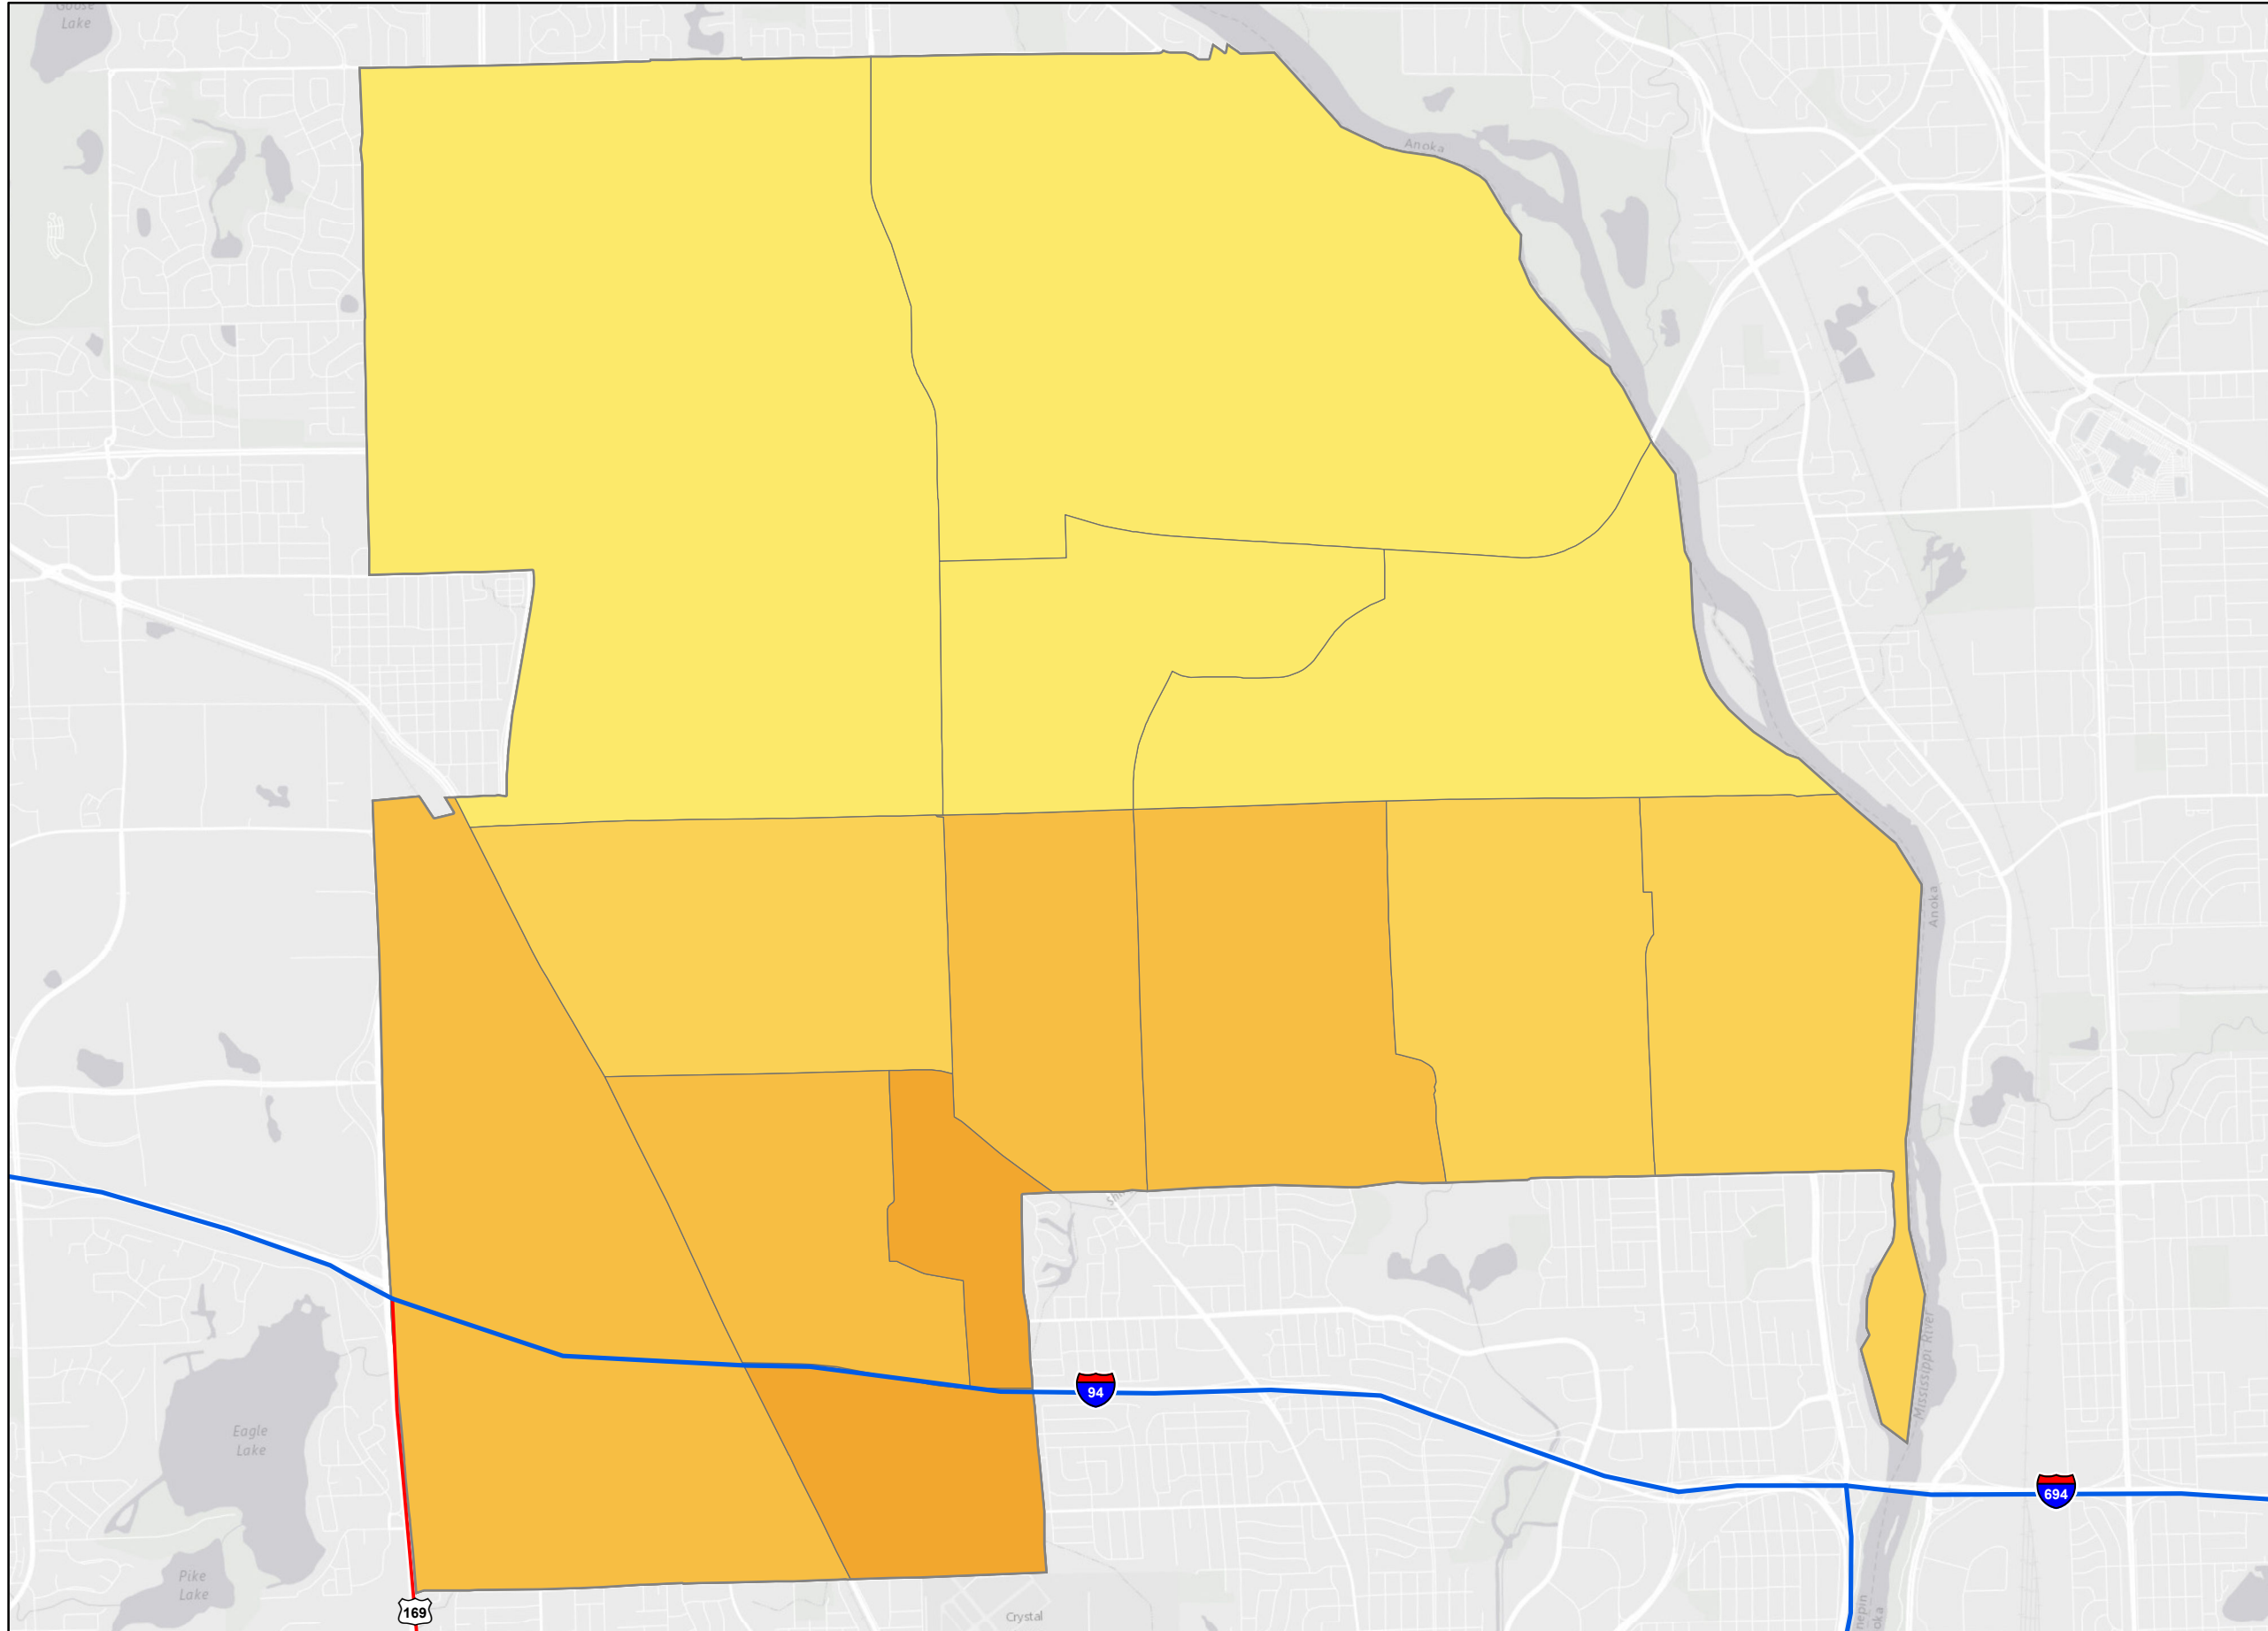 Goose
Lake
Anoka
Anoka
94
Mississippi River
Eagle
Lake
694
Pike
Lake
169
Crystal